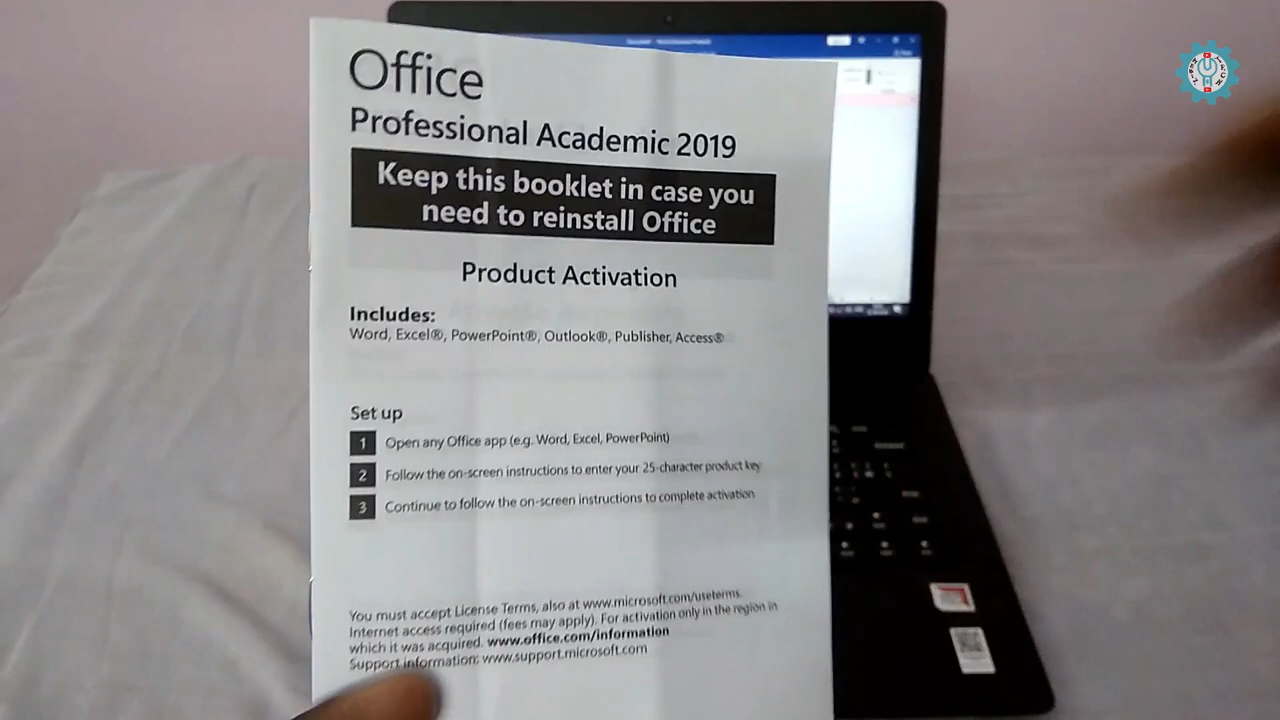 Office
Professional Academic 2019
Keep this booklet in case you
need to reinstall Office
Product Activation
Includes:
Word, Excel®, PowerPoint®, Outlook®, Publisher, Access®
Set up
1 Open any Office app (e.g. Word, Excel, PowerPoint)
2 Follow the on-screen instructions to enter your 25-character product key
3 Continue to follow the on-screen instructions to complete activation
You must accept License Terms, also at www.microsoft.com/useterms.
Internet access required (fees may apply). For activation only in the region in
which it was acquired. www.office.com/information
Support information: www.support.microsoft.com